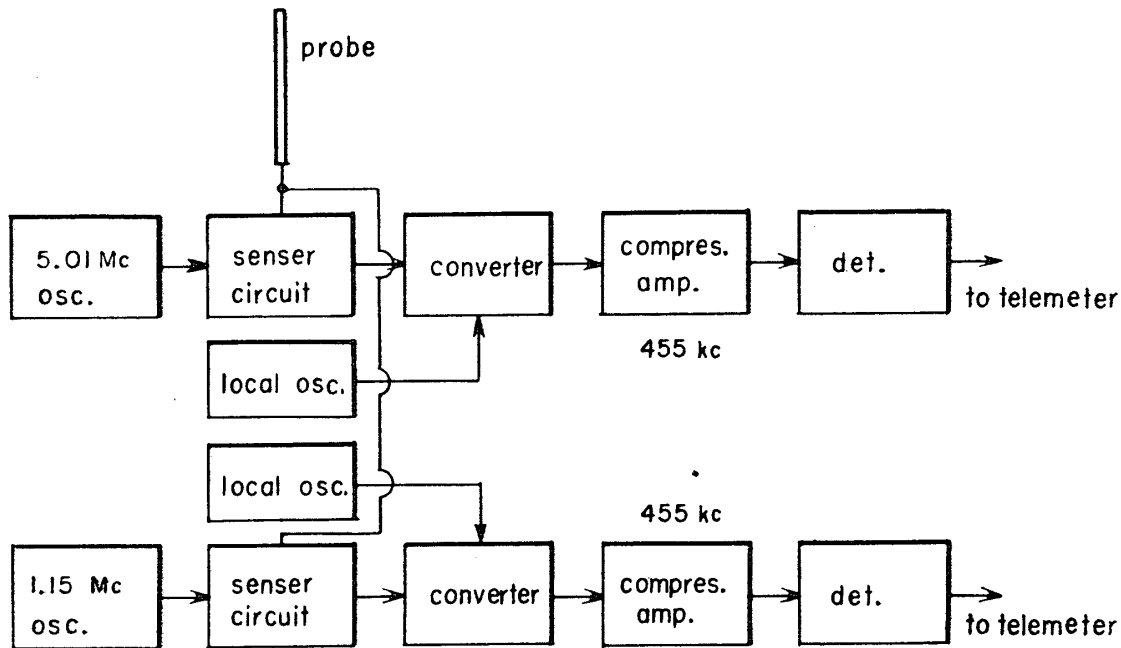 probe
5.01 Mc
osc.
senser
circuit
converter
compres.
amp.
det.
to telemeter
455 kc
local osc.
local osc.
455 kc
1.15 Mc
osc.
senser
circuit
converter
compres.
amp.
det.
to telemeter